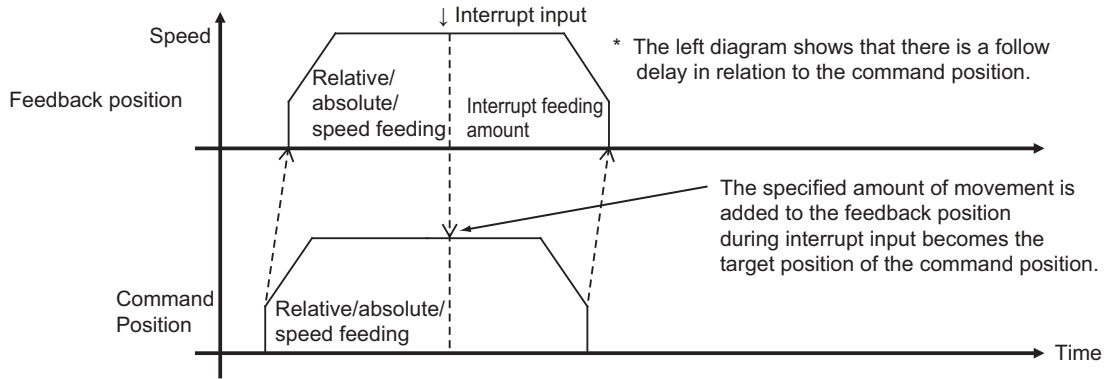 ↓ Interrupt input
Speed
* The left diagram shows that there is a follow
delay in relation to the command position.
Feedback position
Relative/
absolute/
speed feeding
Interrupt feeding
amount
The specified amount of movement is
added to the feedback position
during interrupt input becomes the
target position of the command position.
Command
Position
Relative/absolute/
speed feeding
Time